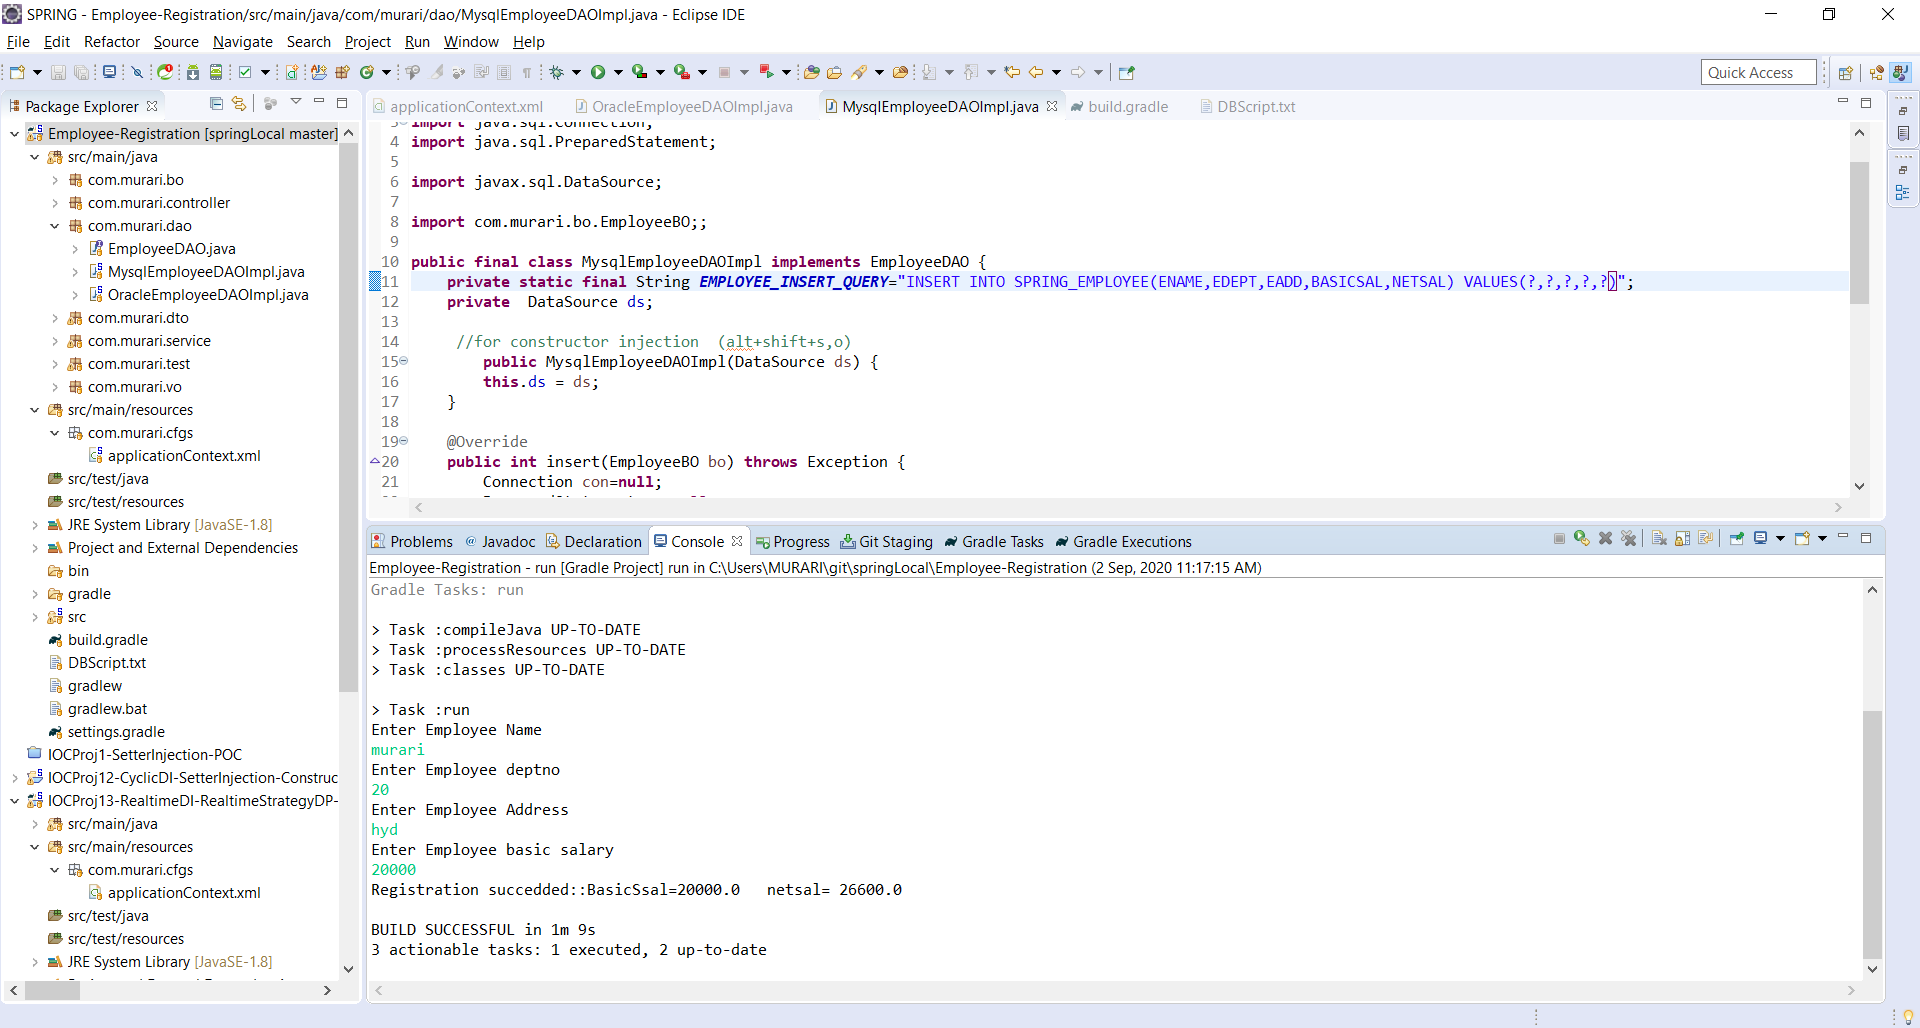 SPRING - Employee-Registration/src/main/java/com/murari/dao/MysqlEmployeeDAOImpl.java - Eclipse IDE
File Edit Refactor Source Navigate Search Project Run Window Help
Quick Access
Package Explorer
Employee-Registration [springLocal master]
src/main/java
com.murari.bo
com.murari.controller
com.murari.dao
EmployeeDAO.java
MysqlEmployeeDAOImpl.java
OracleEmployeeDAOImpl.java
com.murari.dto
com.murari.service
com.murari.test
com.murari.vo
src/main/resources
com.murari.cfgs
applicationContext.xml
src/test/java
src/test/resources
JRE System Library [JavaSE-1.8]
Project and External Dependencies
bin
gradle
src
build.gradle
DBScript.txt
gradlew
gradlew.bat
settings.gradle
IOCProj1-SetterInjection-POC
IOCProj12-CyclicDI-SetterInjection-Construc
IOCProj13-RealtimeDI-RealtimeStrategyDP-
src/main/java
src/main/resources
com.murari.cfgs
applicationContext.xml
src/test/java
src/test/resources
JRE System Library [JavaSE-1.8]
applicationContext.xml OracleEmployeeDAOImpl.java MysqlEmployeeDAOImpl.java build.gradle DBScript.txt
3 import java.sql.Connection;
4 import java.sql.PreparedStatement;
5
6 import javax.sql.DataSource;
7
8 import com.murari.bo.EmployeeBO;;
9
10 public final class MysqlEmployeeDAOImpl implements EmployeeDAO {
11 private static final String EMPLOYEE_INSERT_QUERY="INSERT INTO SPRING_EMPLOYEE(ENAME,EDEPT,EADD,BASICSAL,NETSAL) VALUES(?,?,?,?,?)";
12 private  DataSource ds;
13
14 //for constructor injection  (alt+shift+s,o)
15 public MysqlEmployeeDAOImpl(DataSource ds) {
16 this.ds = ds;
17 }
18
19 @Override
20 public int insert(EmployeeBO bo) throws Exception {
21 Connection con=null;
Problems @ Javadoc Declaration Console Progress Git Staging Gradle Tasks Gradle Executions
Employee-Registration - run [Gradle Project] run in C:\Users\MURARI\git\springLocal\Employee-Registration (2 Sep, 2020 11:17:15 AM)
Gradle Tasks: run
> Task :compileJava UP-TO-DATE
> Task :processResources UP-TO-DATE
> Task :classes UP-TO-DATE
> Task :run
Enter Employee Name
murari
Enter Employee deptno
20
Enter Employee Address
hyd
Enter Employee basic salary
20000
Registration succedded::BasicSsal=20000.0   netsal= 26600.0
BUILD SUCCESSFUL in 1m 9s
3 actionable tasks: 1 executed, 2 up-to-date